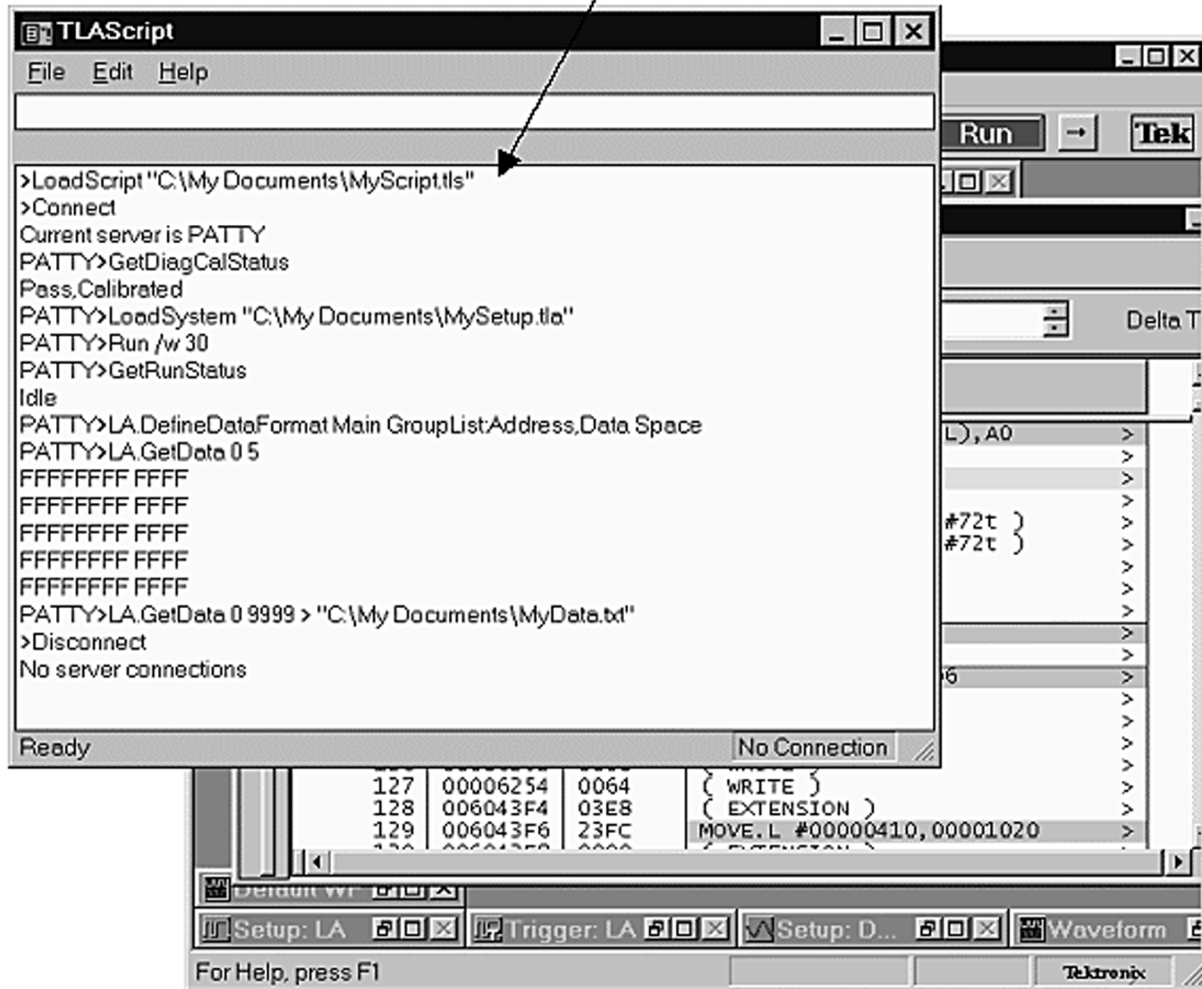 TLAScript
File Edit Help
Run → Tek
>LoadScript "C:\My Documents\MyScript.tls"
>Connect
Current server is PATTY
PATTY>GetDiagCalStatus
Pass,Calibrated
PATTY>LoadSystem "C:\My Documents\MySetup.tla"
PATTY>Run /w 30
PATTY>GetRunStatus
Idle
PATTY>LA.DefineDataFormat Main GroupList:Address,Data Space
PATTY>LA.GetData 0 5
FFFFFFFF FFFF
FFFFFFFF FFFF
FFFFFFFF FFFF
FFFFFFFF FFFF
FFFFFFFF FFFF
PATTY>LA.GetData 0 9999 > "C:\My Documents\MyData.txt"
>Disconnect
No server connections
Ready No Connection
Delta T
L),A0 >
#72t ) >
#72t ) >
6 >
127 00006254 0064 ( WRITE ) >
128 006043F4 03E8 ( EXTENSION ) >
129 006043F6 23FC MOVE.L #00000410,00001020 >
Setup: LA Trigger: LA Setup: D... Waveform
For Help, press F1 Tektronix